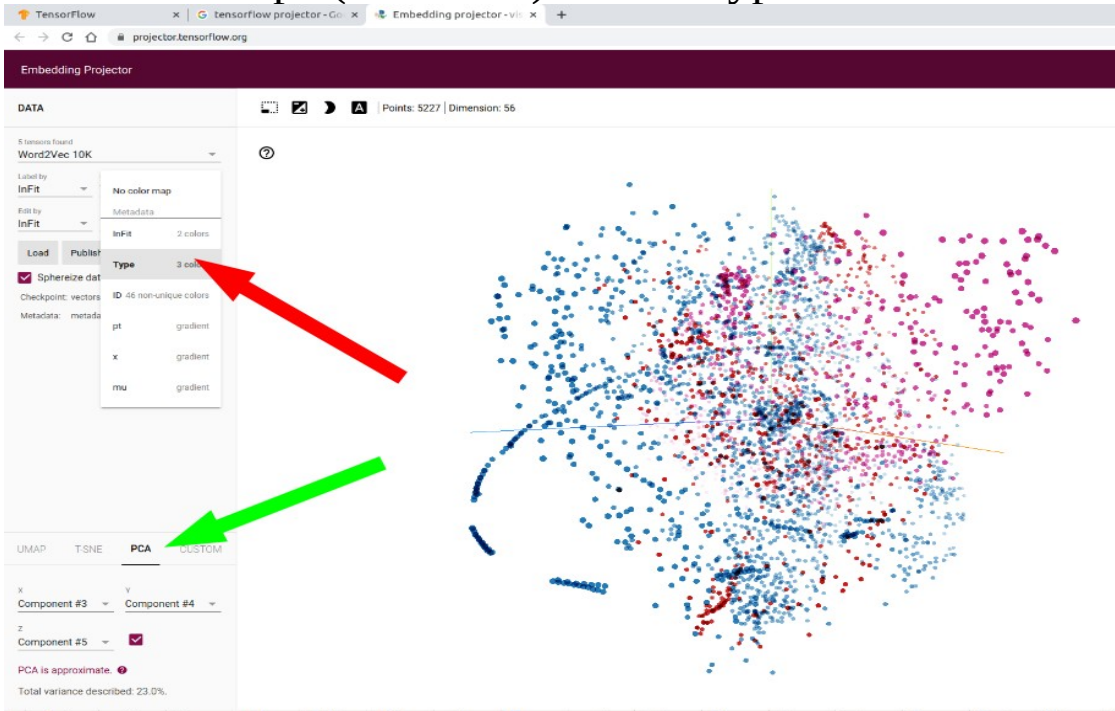 TensorFlow × G tensorflow projector - Go × Embedding projector - vis × +
projector.tensorflow.org
Embedding Projector
DATA
Points: 5227 | Dimension: 56
5 tensors found
Word2Vec 10K
Label by
InFit
No color map
Edit by
Metadata
InFit
InFit 2 colors
Load Publish
Type 3 colo
Sphereize dat
Checkpoint: vectors
ID 46 non-unique colors
Metadata: metada
pt gradient
x gradient
mu gradient
UMAP T-SNE PCA CUSTOM
X Y
Component #3 Component #4
Z
Component #5
PCA is approximate.
Total variance described: 23.0%.